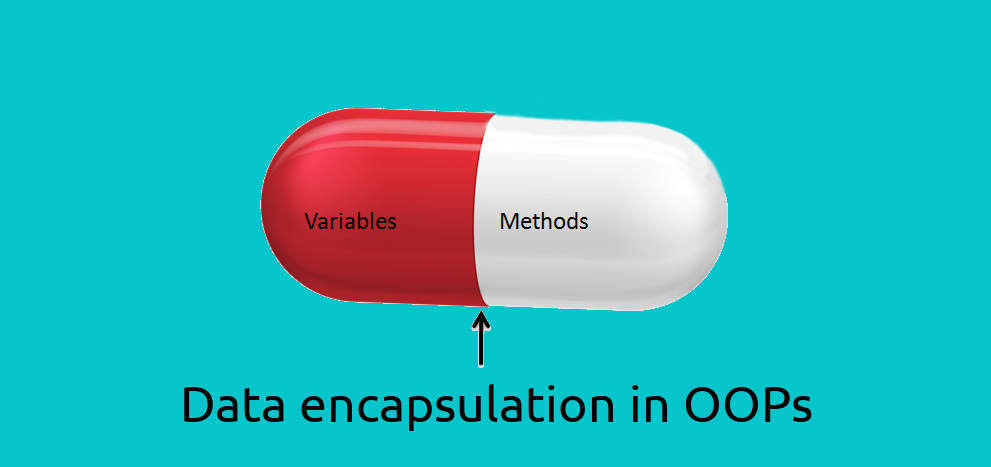 Variables Methods
Data encapsulation in OOPs